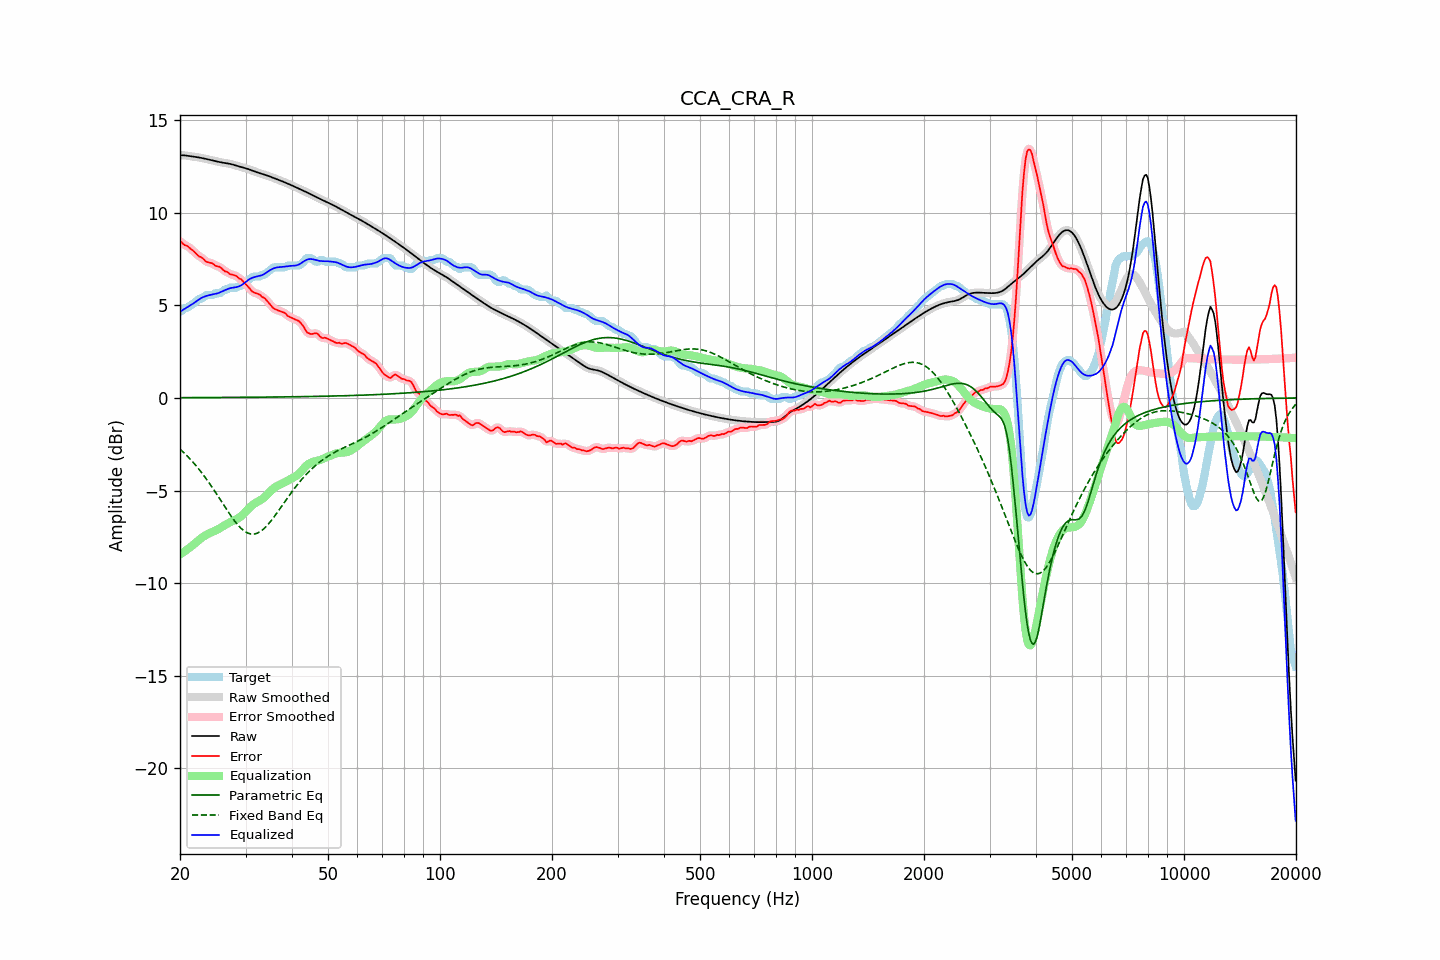 CCA_CRA_R
Amplitude (dBr)
15
10
5
0
−5
−10
−15
−20
Target
Raw Smoothed
Error Smoothed
Raw
Error
Equalization
Parametric Eq
Fixed Band Eq
Equalized
20 50 100 200 500 1000 2000 5000 10000 20000
Frequency (Hz)